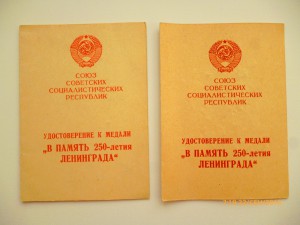 СОЮЗ
СОВЕТСКИХ
СОЦИАЛИСТИЧЕСКИХ
РЕСПУБЛИК
УДОСТОВЕРЕНИЕ К МЕДАЛИ
„В ПАМЯТЬ 250-летия
ЛЕНИНГРАДА“
СОЮЗ
СОВЕТСКИХ
СОЦИАЛИСТИЧЕСКИХ
РЕСПУБЛИК
УДОСТОВЕРЕНИЕ К МЕДАЛИ
„В ПАМЯТЬ 250-летия
ЛЕНИНГРАДА“